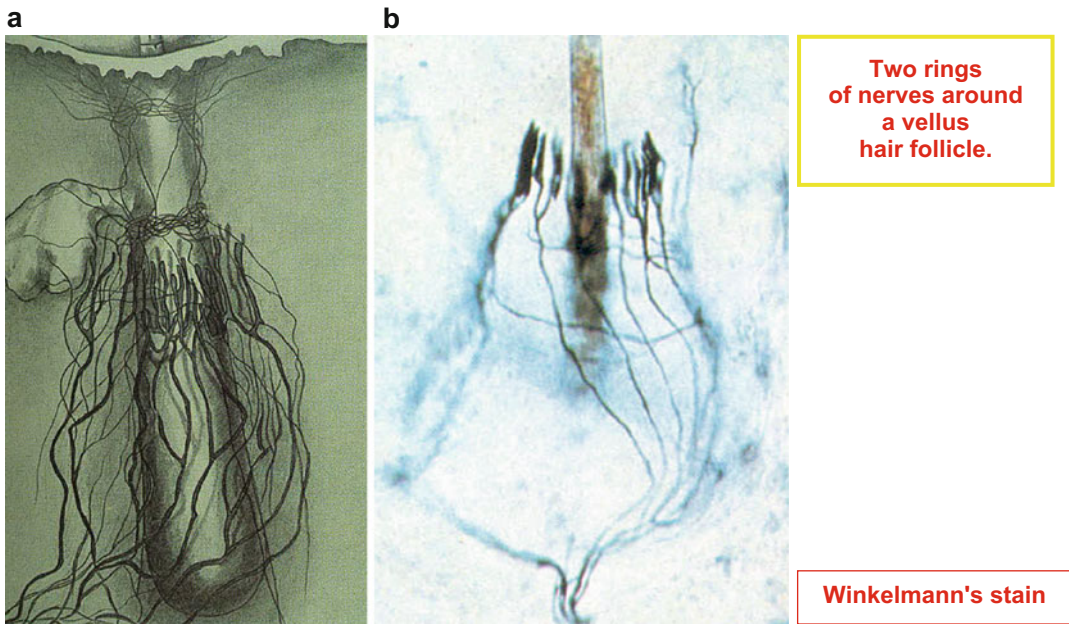 a
b
Two rings
of nerves around
a vellus
hair follicle.
Winkelmann's stain